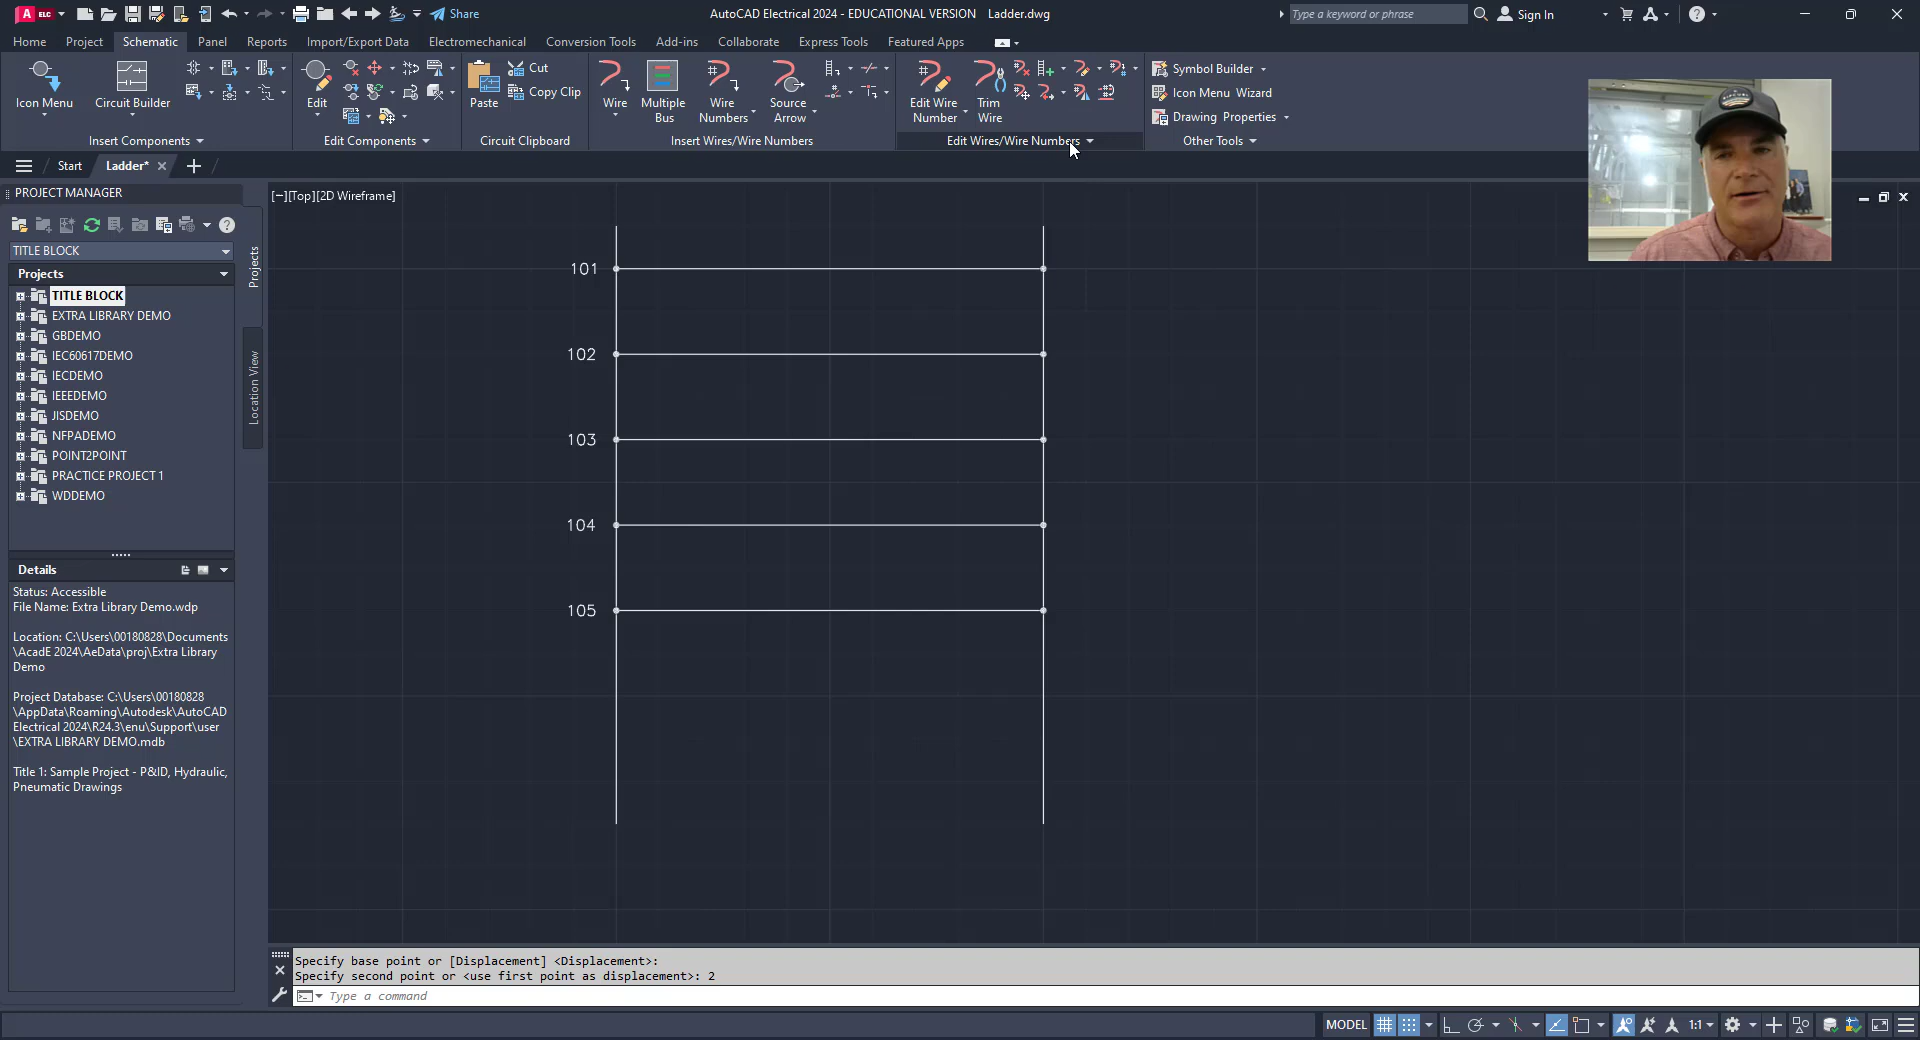 A ELC
Share
AutoCAD Electrical 2024 - EDUCATIONAL VERSION Ladder.dwg
Type a keyword or phrase
Sign In
Home Project Schematic Panel Reports Import/Export Data Electromechanical Conversion Tools Add-ins Collaborate Express Tools Featured Apps
Icon Menu
Circuit Builder
Insert Components
Edit
Edit Components
Paste
Cut
Copy Clip
Circuit Clipboard
Wire
Multiple Bus
Wire Numbers
Source Arrow
Insert Wires/Wire Numbers
Edit Wire Number
Trim Wire
Edit Wires/Wire Numbers
Symbol Builder
Icon Menu Wizard
Drawing Properties
Other Tools
Start
Ladder*
PROJECT MANAGER
TITLE BLOCK
Projects
TITLE BLOCK
EXTRA LIBRARY DEMO
GBDEMO
IEC60617DEMO
IECDEMO
IEEEDEMO
JISDEMO
NFPADEMO
POINT2POINT
PRACTICE PROJECT 1
WDDEMO
Projects
Location View
Details
Status: Accessible
File Name: Extra Library Demo.wdp
Location: C:\Users\00180828\Documents
\AcadE 2024\AeData\proj\Extra Library
Demo
Project Database: C:\Users\00180828
\AppData\Roaming\Autodesk\AutoCAD
Electrical 2024\R24.3\enu\Support\user
\EXTRA LIBRARY DEMO.mdb
Title 1: Sample Project - P&ID, Hydraulic,
Pneumatic Drawings
[−][Top][2D Wireframe]
101
102
103
104
105
Specify base point or [Displacement] <Displacement>:
Specify second point or <use first point as displacement>: 2
Type a command
MODEL
1:1